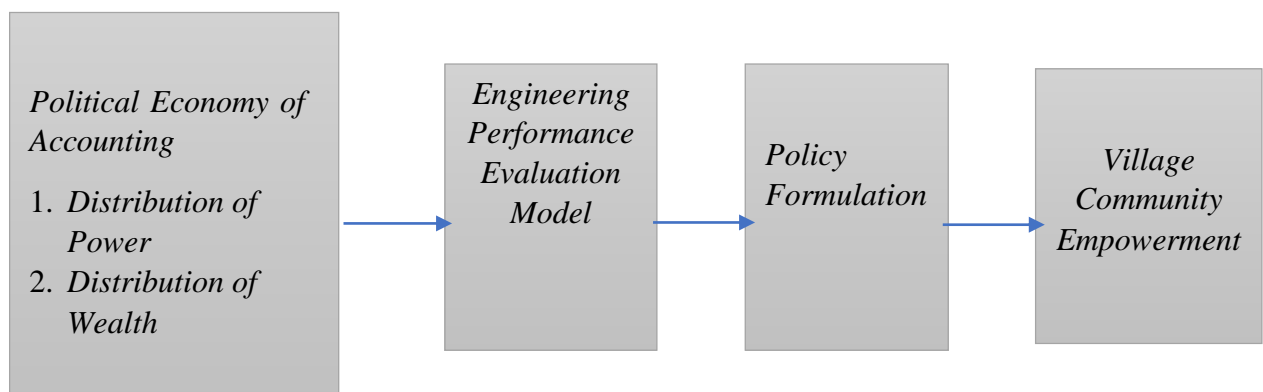 Political Economy of
Accounting
1. Distribution of
Power
2. Distribution of
Wealth
Engineering
Performance
Evaluation
Model
Policy
Formulation
Village
Community
Empowerment